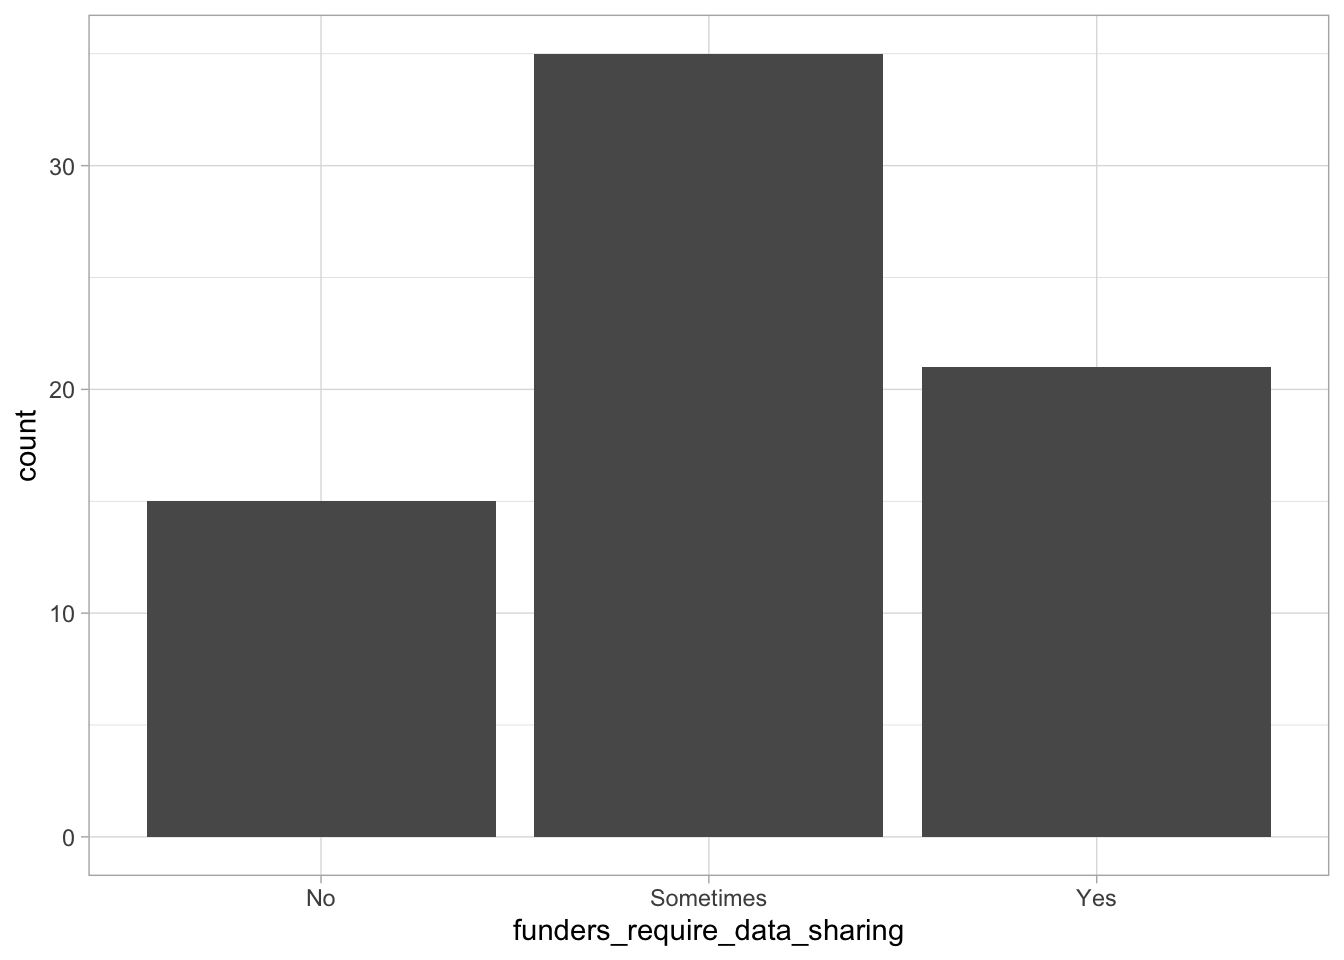 30
20
10
0
count
No
Sometimes
Yes
funders_require_data_sharing